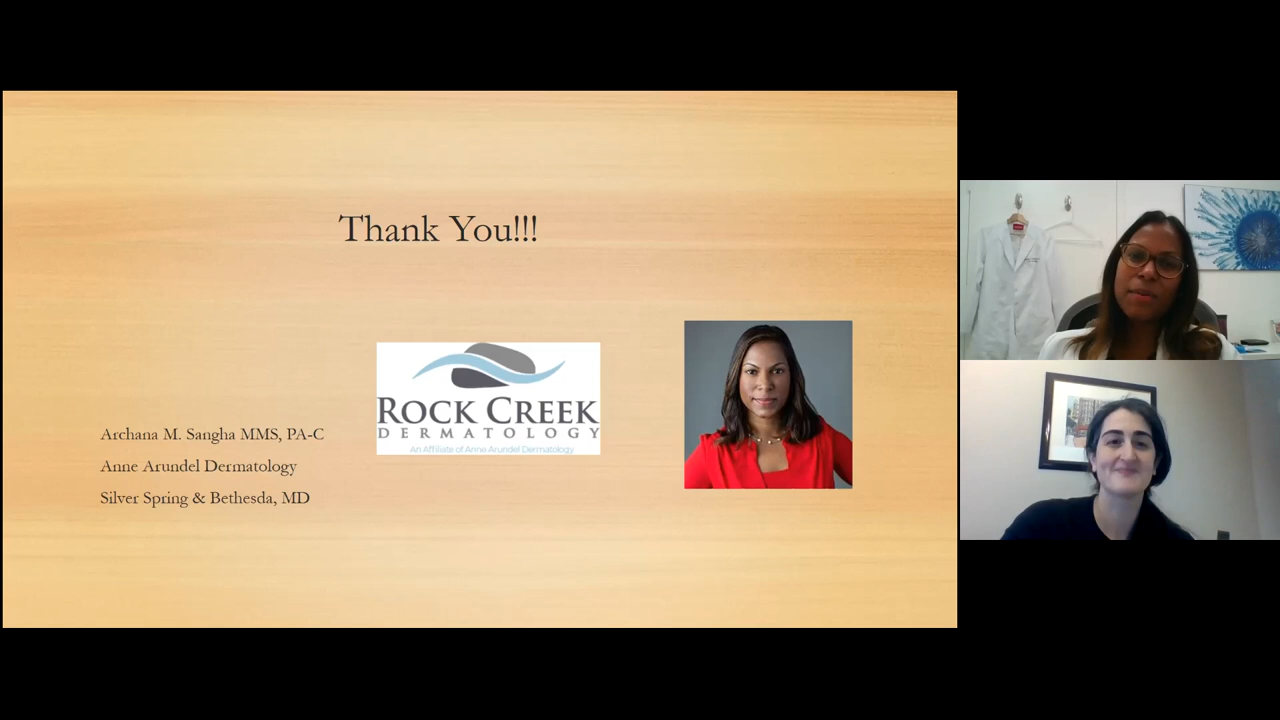 Thank You!!!
ROCK CREEK
DERMATOLOGY
An Affiliate of Anne Arundel Dermatology
Archana M. Sangha MMS, PA-C
Anne Arundel Dermatology
Silver Spring & Bethesda, MD